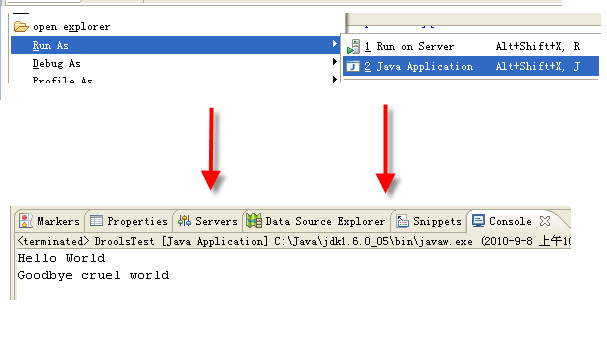 open explorer
Run As
1 Run on Server Alt+Shift+X, R
Debug As
2 Java Application Alt+Shift+X, J
Profile As
Markers Properties Servers Data Source Explorer Snippets Console
<terminated> DroolsTest [Java Application] C:\Java\jdk1.6.0_05\bin\javaw.exe (2010-9-8 上午10
Hello World
Goodbye cruel world